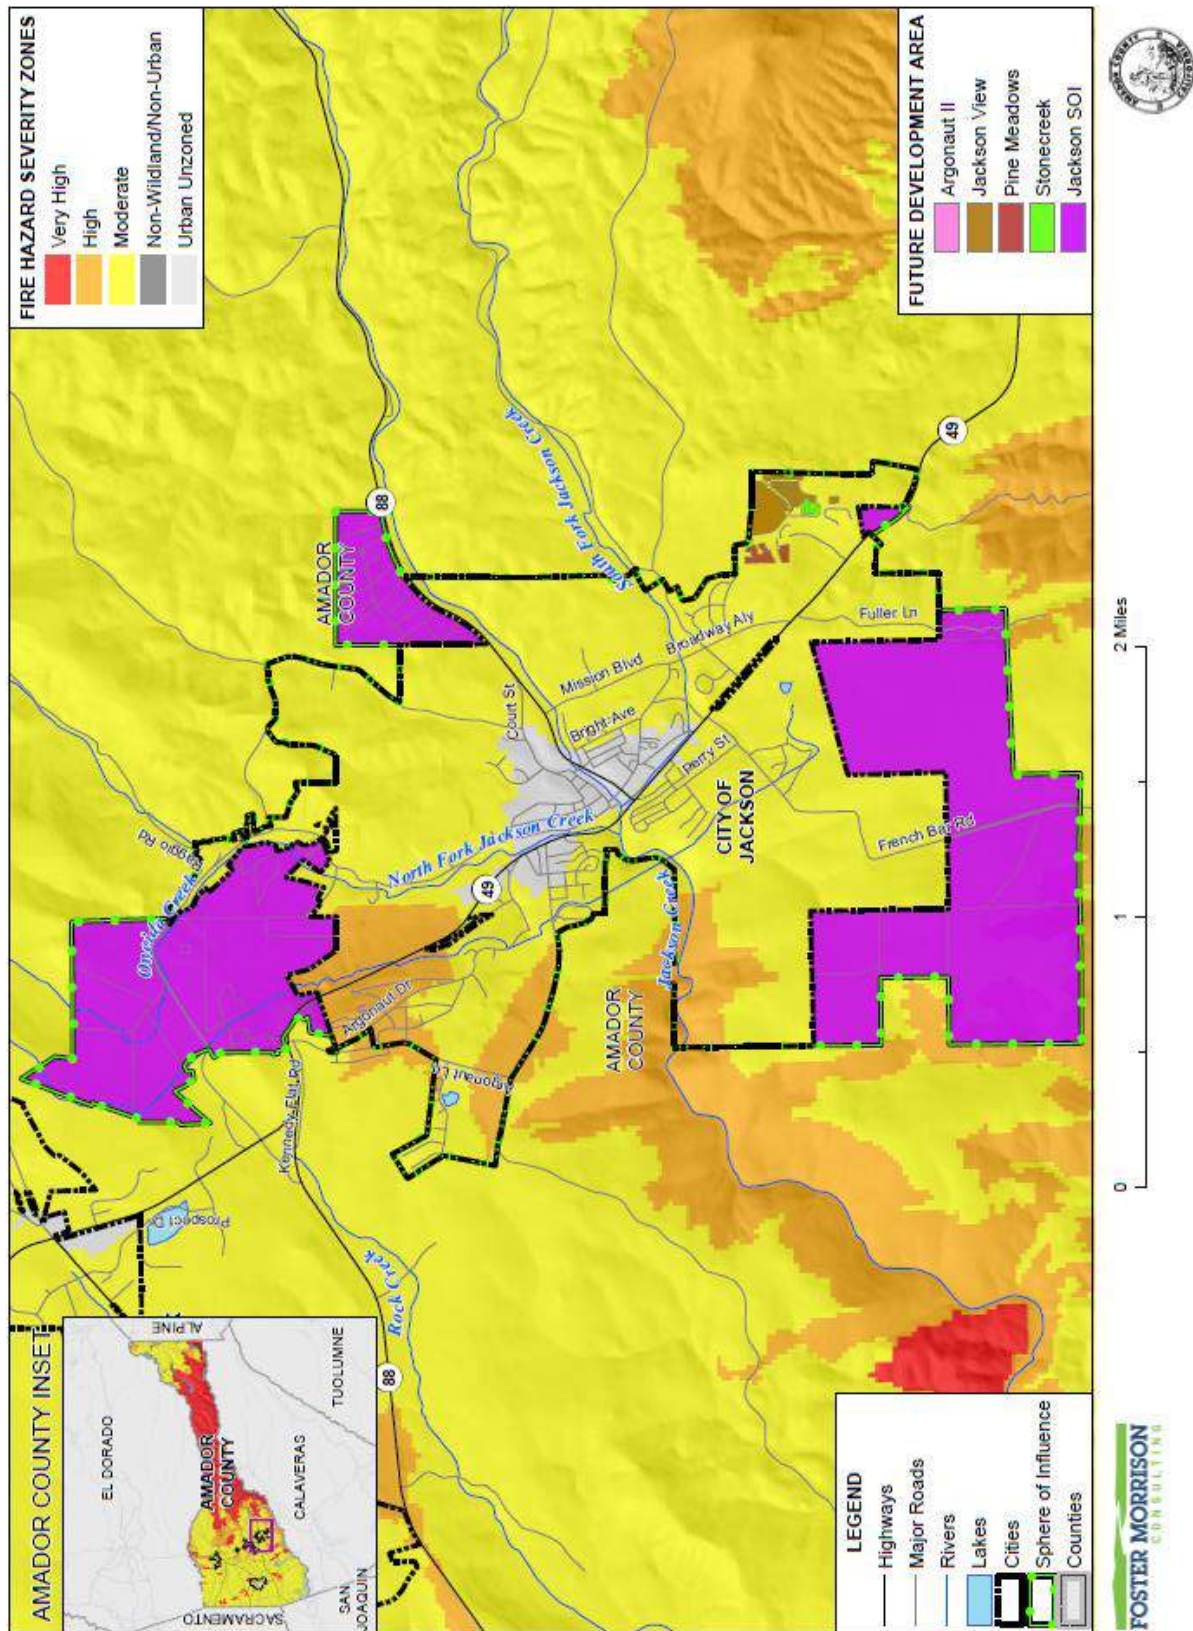 AMADOR COUNTY INSET
EL DORADO
ALPINE
AMADOR
COUNTY
SACRAMENTO
CALAVERAS
TUOLUMNE
SAN
JOAQUIN
FIRE HAZARD SEVERITY ZONES
Very High
High
Moderate
Non-Wildland/Non-Urban
Urban Unzoned
Prospect Dr
Oneida Creek
Raggio Rd
Kennedy Flat Rd
Rock Creek
88
Argonaut Dr
Argonaut Ln
49
North Fork Jackson Creek
AMADOR
COUNTY
88
Court St
Bright Ave
Mission Blvd
Broadway Aly
South Fork Jackson Creek
Perry St
CITY OF
JACKSON
Jackson Creek
AMADOR
COUNTY
French Bar Rd
Fuller Ln
49
LEGEND
Highways
Major Roads
Rivers
Lakes
Cities
Sphere of Influence
Counties
FUTURE DEVELOPMENT AREA
Argonaut II
Jackson View
Pine Meadows
Stonecreek
Jackson SOI
0
1
2 Miles
FOSTER MORRISON
CONSULTING
AMADOR COUNTY
CALIFORNIA